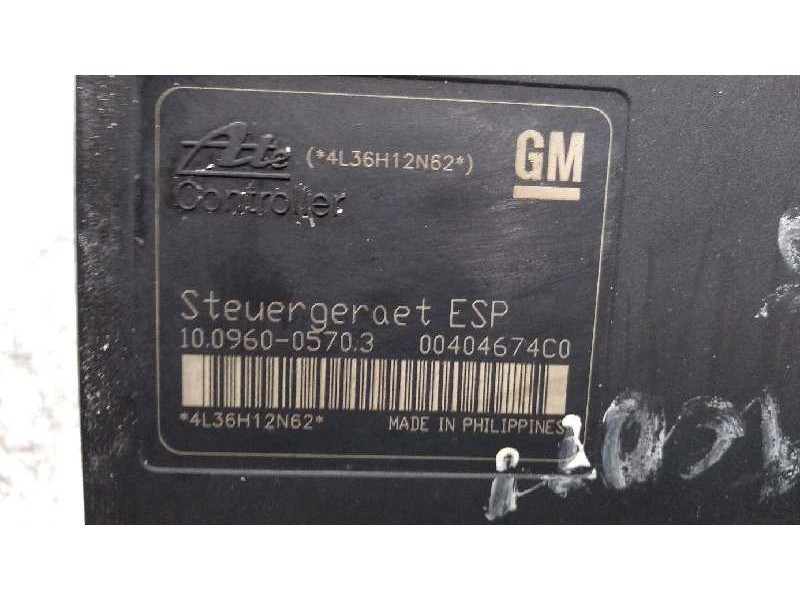 Ate (*4L36H12N62*) GM
Controller
Steuergeraet ESP
10.0960-0570.3 00404674C0
*4L36H12N62* MADE IN PHILIPPINES